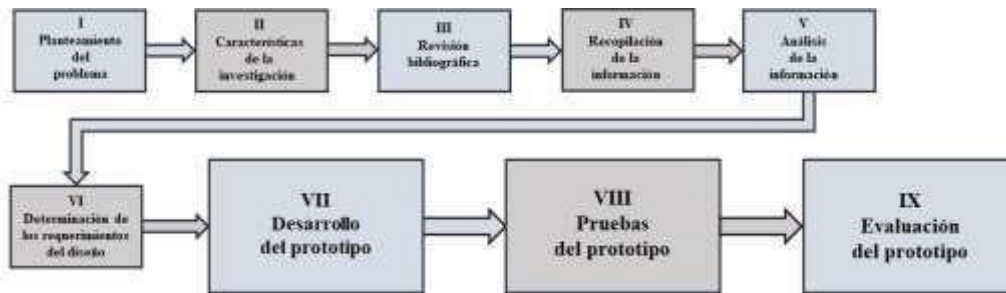 I
Planteamiento
del
problema
II
Características
de la
investigación
III
Revisión
bibliográfica
IV
Recopilación
de la
información
V
Análisis
de la
información
VI
Determinación de
los requerimientos
del diseño
VII
Desarrollo
del prototipo
VIII
Pruebas
del prototipo
IX
Evaluación
del prototipo